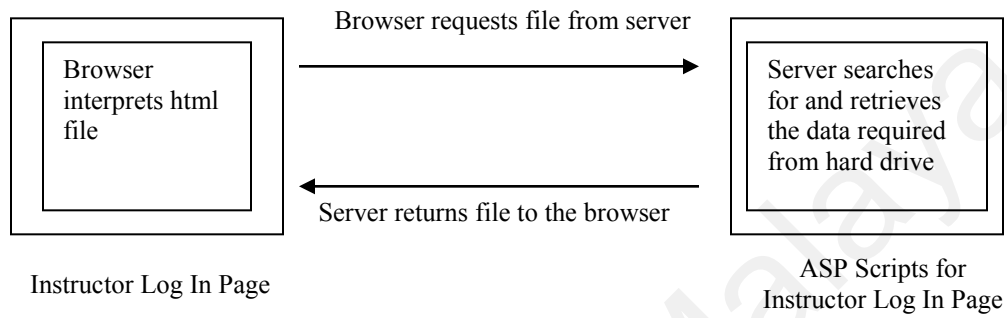 Browser requests file from server
Browser
interprets html
file
Server searches
for and retrieves
the data required
from hard drive
Server returns file to the browser
Instructor Log In Page
ASP Scripts for
Instructor Log In Page
Malaya